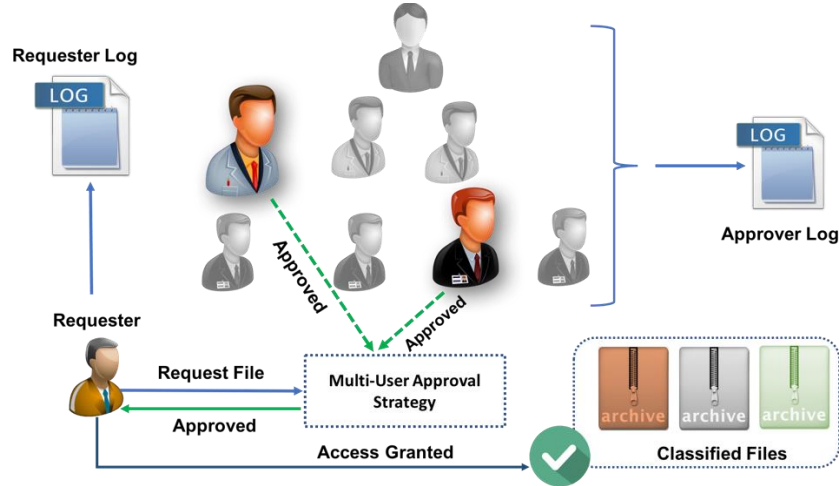 Requester Log
LOG
LOG
Approver Log
Approved
Approved
Requester
Request File
Multi-User Approval
Strategy
Approved
Access Granted
archive
archive
archive
Classified Files